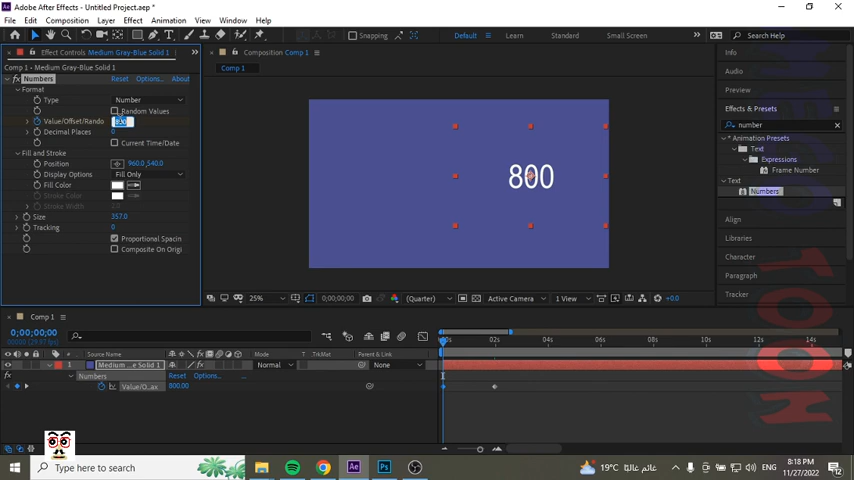 Adobe After Effects - Untitled Project.aep *
File Edit Composition Layer Effect Animation View Window Help
Snapping Default Learn Standard Small Screen Search Help
Effect Controls Medium Gray-Blue Solid 1
Composition Comp 1
Info
Comp 1 · Medium Gray-Blue Solid 1
Comp 1
Numbers Reset Options... About
Audio
Format
Preview
Type Number
Random Values
Effects & Presets
Value/Offset/Rando 800
number
Decimal Places 0
Animation Presets
Current Time/Date
Text
Fill and Stroke
Expressions
Position 960.0,540.0
Frame Number
Display Options Fill Only
Text
Fill Color
Numbers
Stroke Color
Stroke Width
Size 357.0
Align
Tracking 0
Libraries
Proportional Spacin
Character
Composite On Origi
Paragraph
Tracker
800
25% 0;00;00;00 (Quarter) Active Camera 1 View +0.0
Comp 1
0;00;00;00
(29.97 fps)
02s 04s 06s 08s 10s 12s 14s
# Source Name Mode T TrkMat Parent & Link
1 Medium ...e Solid 1 Normal None
Numbers Reset Options... ...
Value/O...ax 800.00
Type here to search
19°C غائم غالبًا ENG 8:18 PM 11/27/2022
TOON